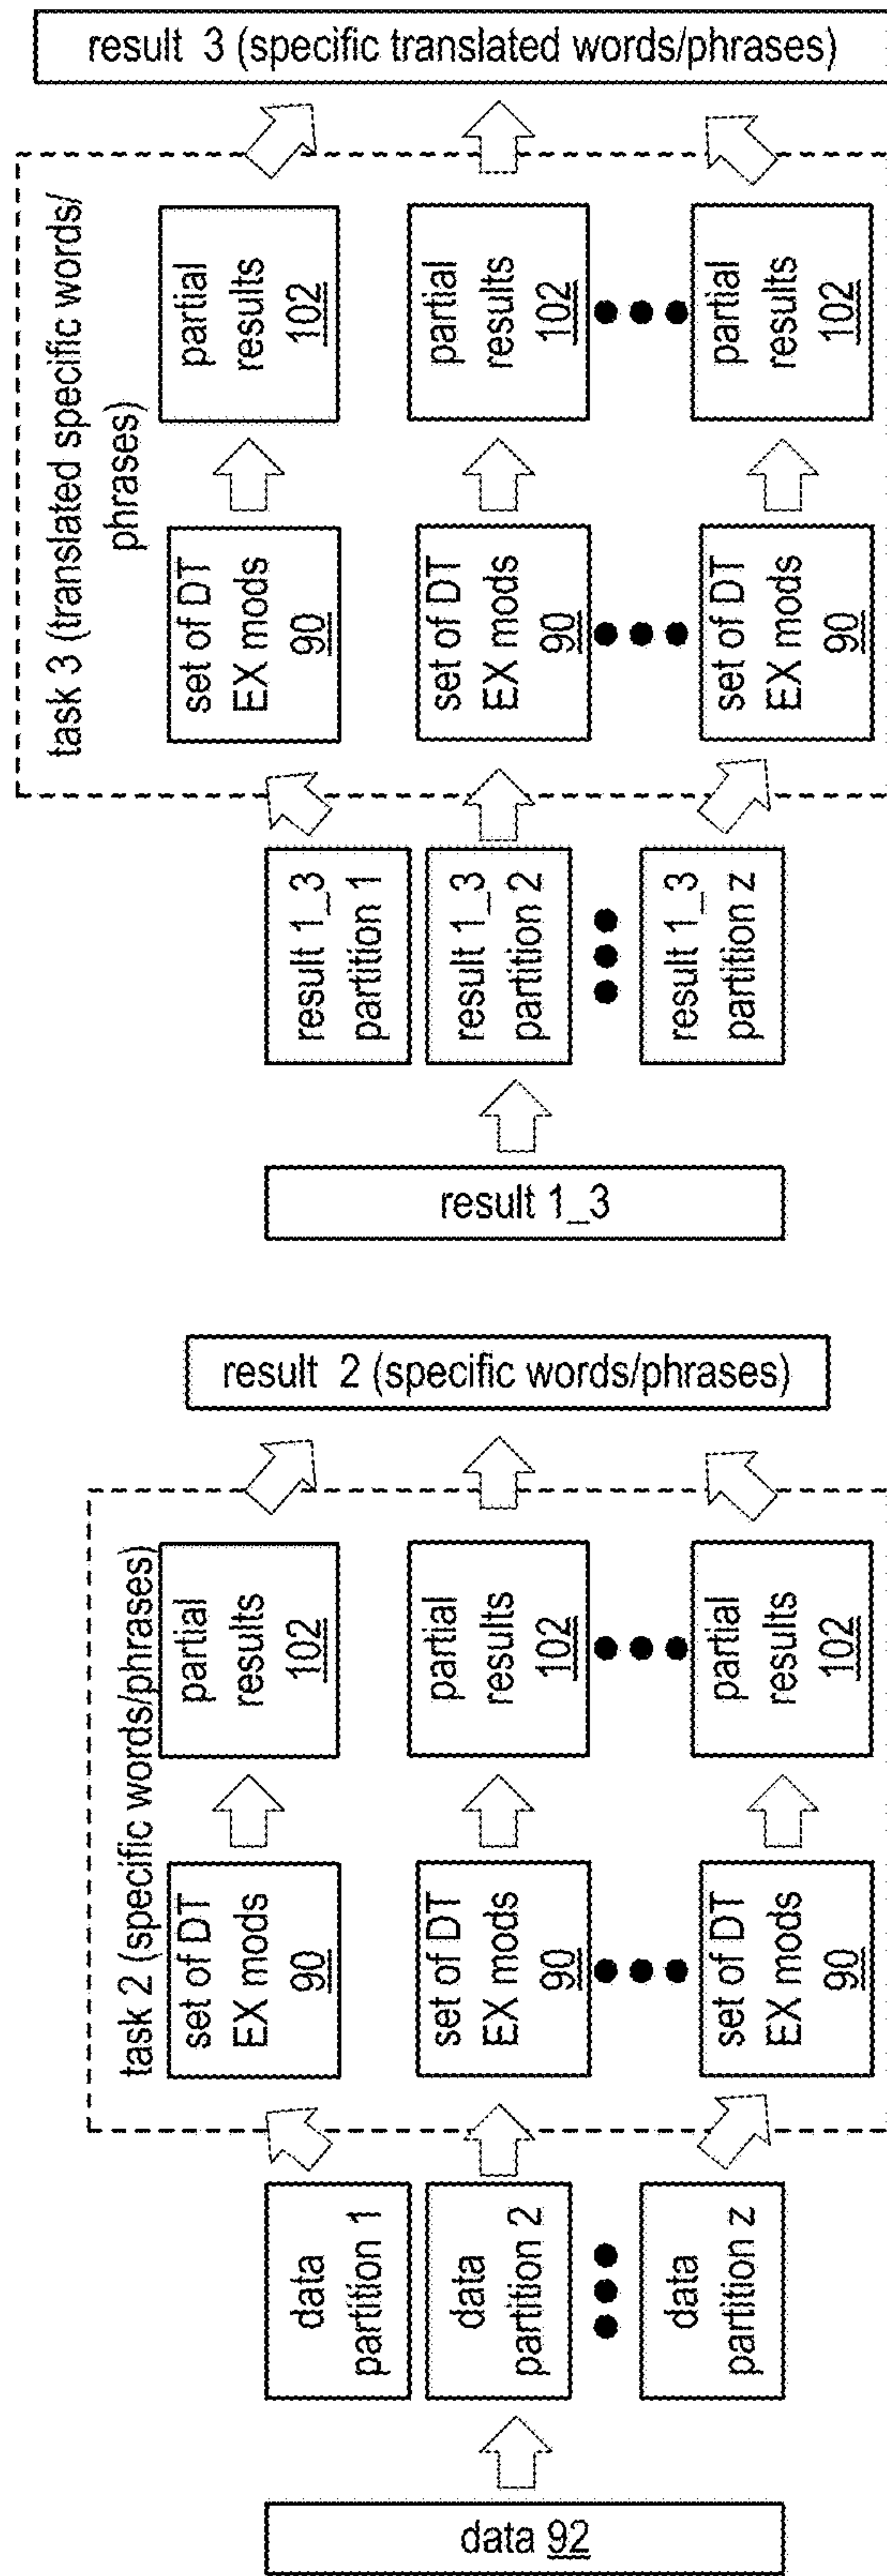 data 92
data
partition 1
data
partition 2
data
partition z
task 2 (specific words/phrases)
set of DT
EX mods
90
partial
results
102
set of DT
EX mods
90
partial
results
102
set of DT
EX mods
90
partial
results
102
result 2 (specific words/phrases)
result 1_3
result 1_3
partition 1
result 1_3
partition 2
result 1_3
partition z
task 3 (translated specific words/
phrases)
set of DT
EX mods
90
partial
results
102
set of DT
EX mods
90
partial
results
102
set of DT
EX mods
90
partial
results
102
result 3 (specific translated words/phrases)